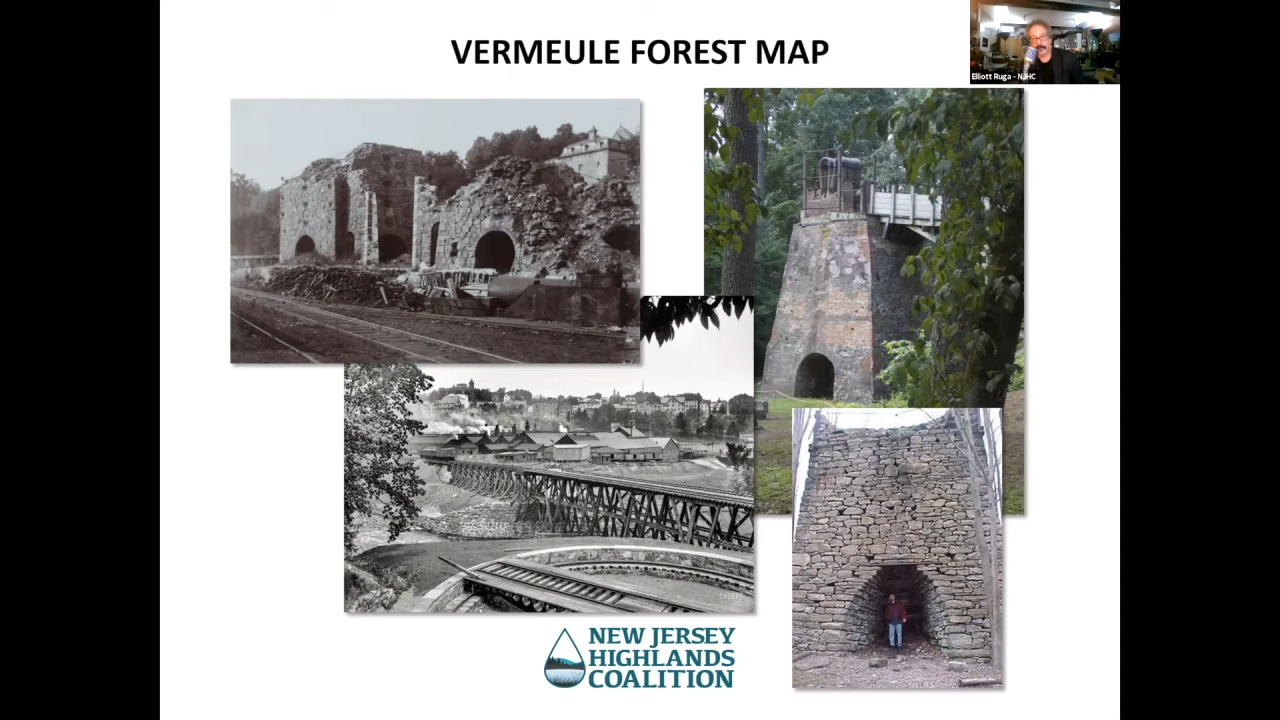 VERMEULE FOREST MAP
Elliott Ruga - NJHC
NEW JERSEY
HIGHLANDS
COALITION